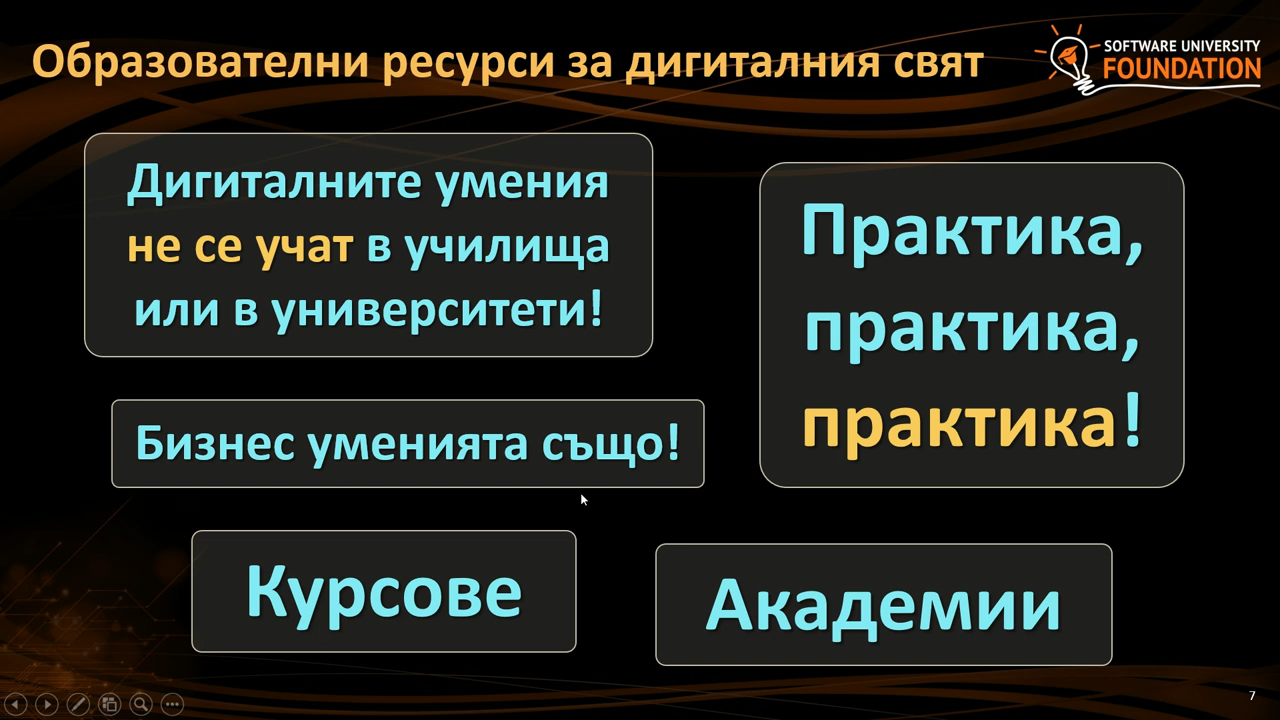 Образователни ресурси за дигиталния свят
SOFTWARE UNIVERSITY
FOUNDATION
Дигиталните умения
не се учат в училища
или в университети!
Практика,
практика,
практика!
Бизнес уменията също!
Курсове
Академии
7